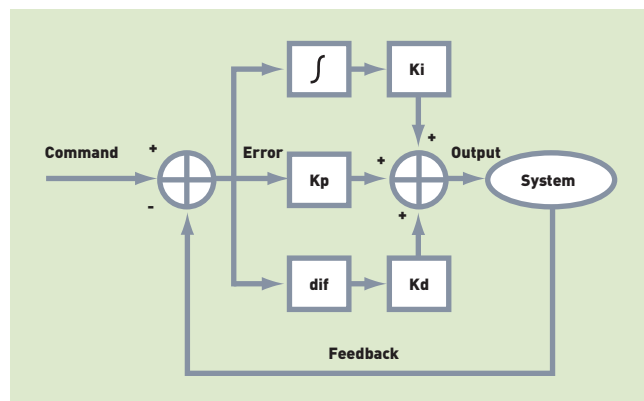 ∫
Ki
Command
+
-
Error
Kp
+
+
+
Output
System
dif
Kd
Feedback